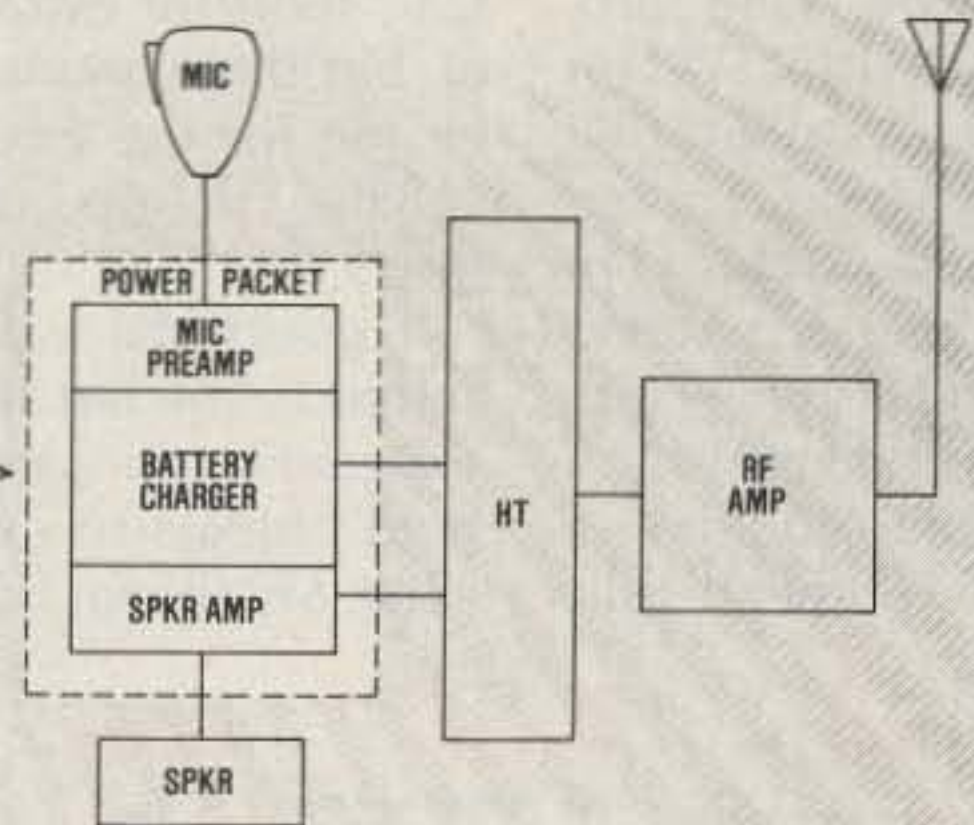 MIC
POWER PACKET
MIC
PREAMP
BATTERY
CHARGER
SPKR AMP
SPKR
HT
RF
AMP